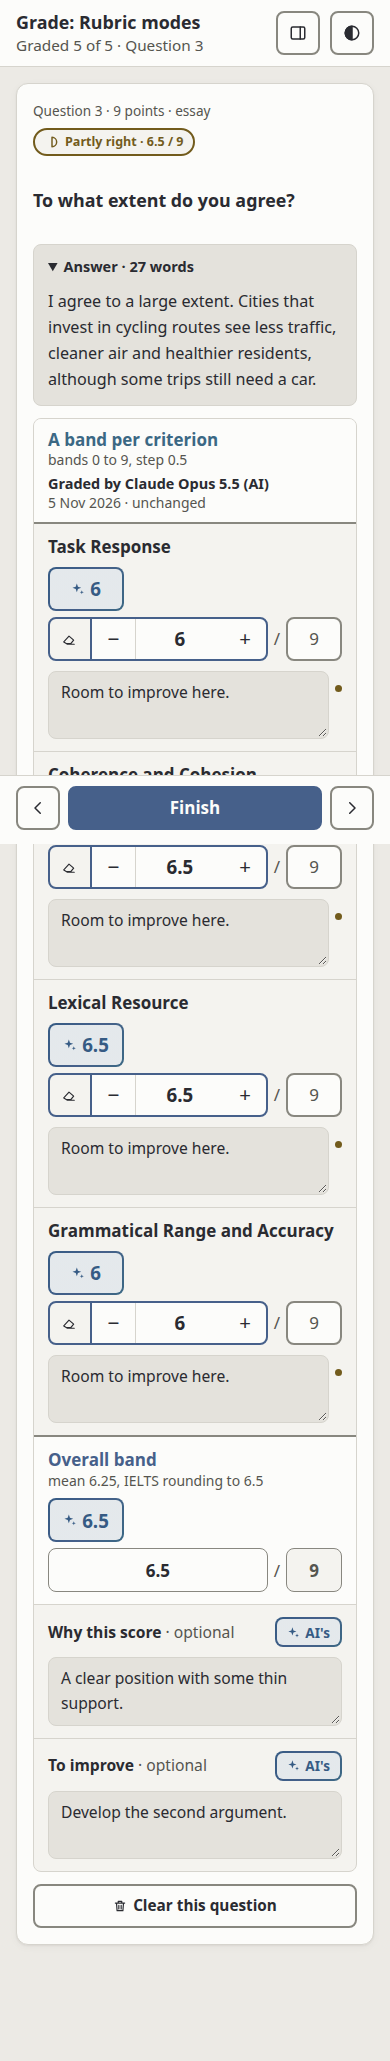 Grade: Rubric modes
Graded 5 of 5 · Question 3
Question 3 · 9 points · essay
Partly right · 6.5 / 9
To what extent do you agree?
Answer · 27 words
I agree to a large extent. Cities that
invest in cycling routes see less traffic,
cleaner air and healthier residents,
although some trips still need a car.
A band per criterion
bands 0 to 9, step 0.5
Graded by Claude Opus 5.5 (AI)
5 Nov 2026 · unchanged
Task Response
6
− 6 + / 9
Room to improve here.
Coherence and Cohesion
Finish
− 6.5 + / 9
Room to improve here.
Lexical Resource
6.5
− 6.5 + / 9
Room to improve here.
Grammatical Range and Accuracy
6
− 6 + / 9
Room to improve here.
Overall band
mean 6.25, IELTS rounding to 6.5
6.5
6.5 / 9
Why this score · optional AI's
A clear position with some thin
support.
To improve · optional AI's
Develop the second argument.
Clear this question